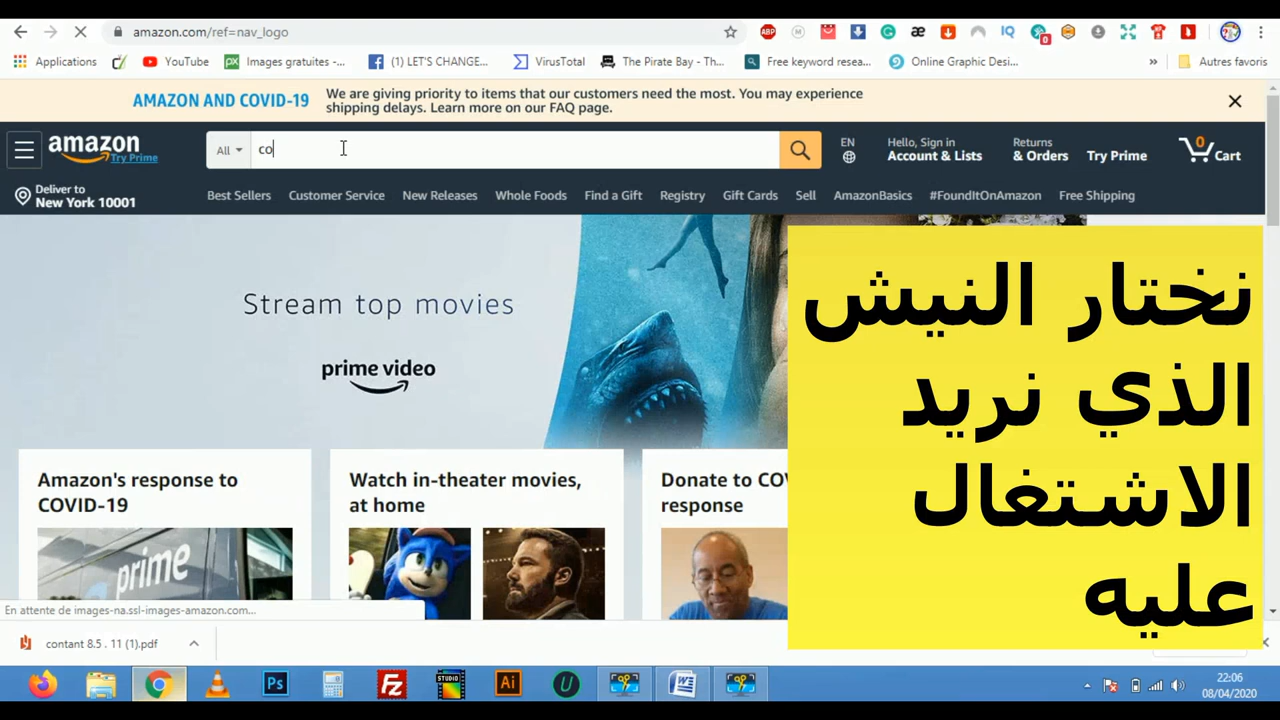 amazon.com/ref=nav_logo
Applications
YouTube
Images gratuites -...
(1) LET'S CHANGE...
VirusTotal
The Pirate Bay - Th...
Free keyword resea...
Online Graphic Desi...
»
Autres favoris
AMAZON AND COVID-19
We are giving priority to items that our customers need the most. You may experience
shipping delays. Learn more on our FAQ page.
amazon
Try Prime
All
co
EN
Hello, Sign in
Account & Lists
Returns
& Orders
Try Prime
0
Cart
Deliver to
New York 10001
Best Sellers
Customer Service
New Releases
Whole Foods
Find a Gift
Registry
Gift Cards
Sell
AmazonBasics
#FoundItOnAmazon
Free Shipping
Stream top movies
prime video
نختار النيش
الذي نريد
الاشتغال
عليه
Amazon's response to
COVID-19
Watch in-theater movies,
at home
Donate to CO
response
prime
En attente de images-na.ssl-images-amazon.com...
contant 8.5 . 11 (1).pdf
Ps
Fz
STUDIO
Ai
U
W
22:06
08/04/2020